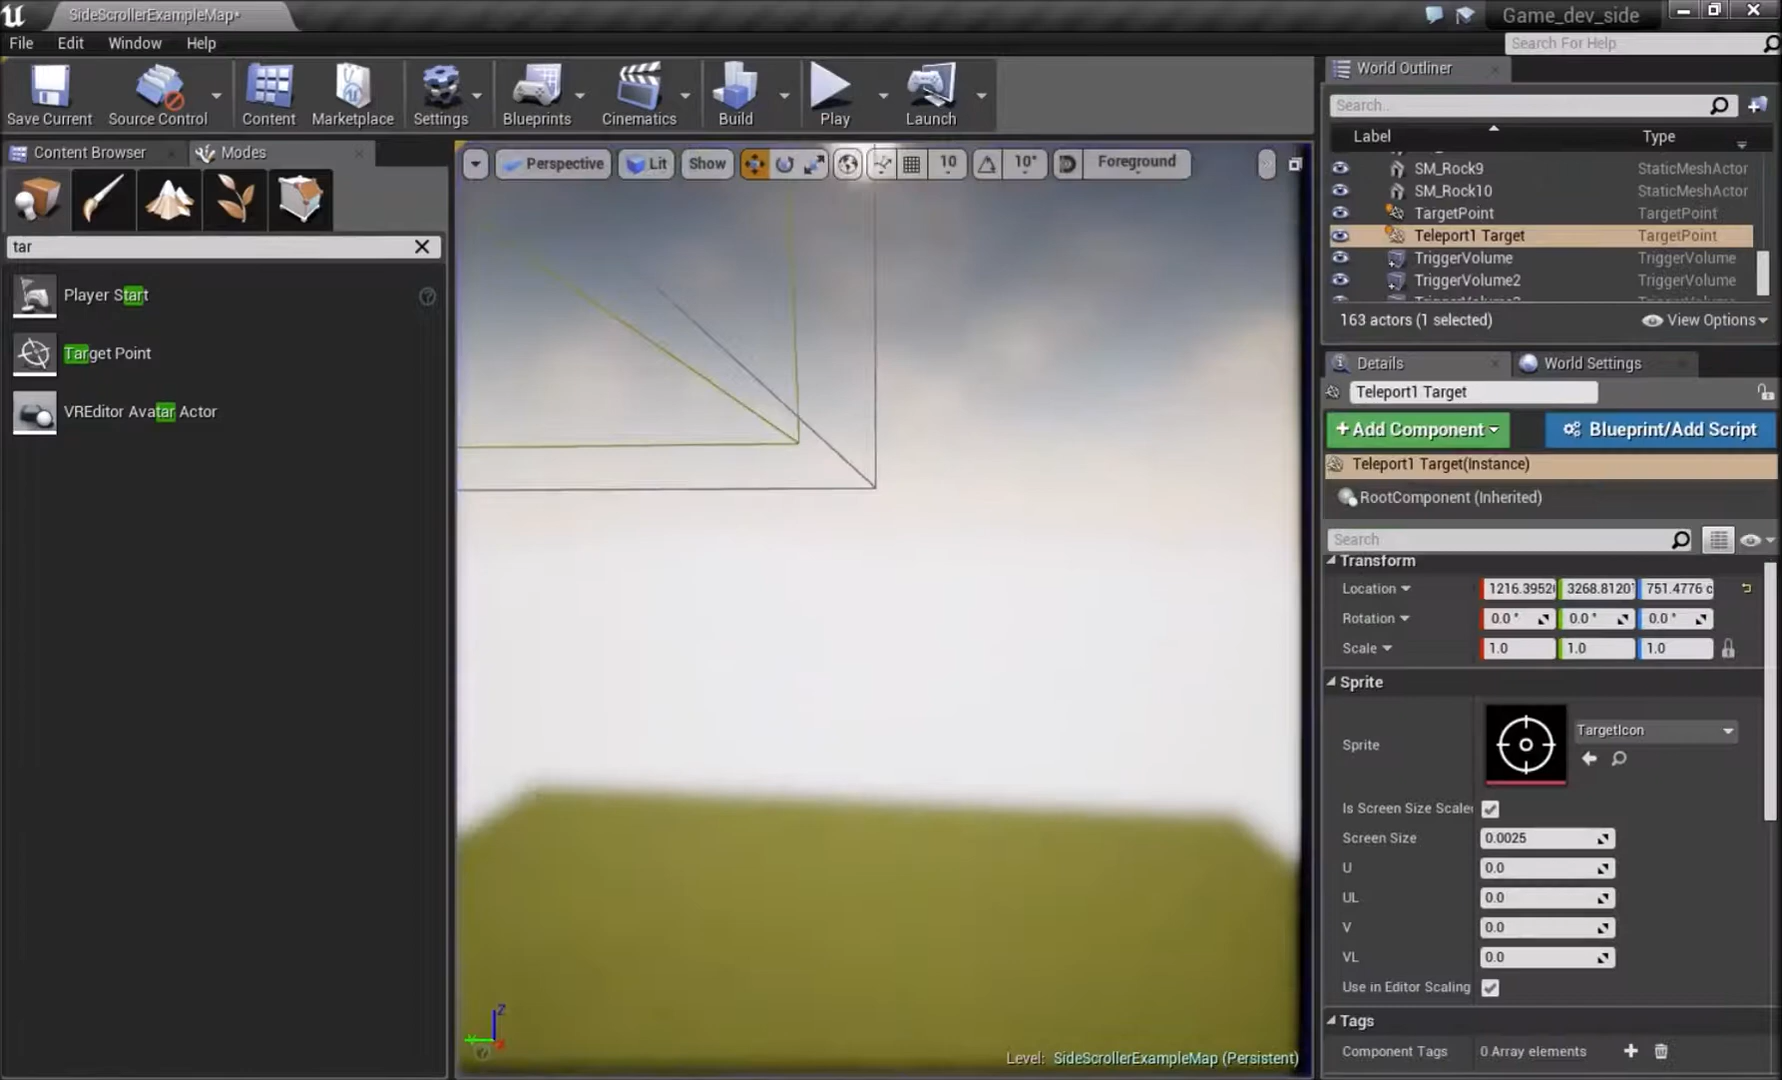 SideScrollerExampleMap*
Game_dev_side
File Edit Window Help
Search For Help
Save Current
Source Control
Content
Marketplace
Settings
Blueprints
Cinematics
Build
Play
Launch
Content Browser
Modes
tar
Player Start
Target Point
VREditor Avatar Actor
Perspective
Lit
Show
10
10°
Foreground
Level: SideScrollerExampleMap (Persistent)
Z
World Outliner
Search..
Label Type
SM_Rock9 StaticMeshActor
SM_Rock10 StaticMeshActor
TargetPoint TargetPoint
Teleport1 Target TargetPoint
TriggerVolume TriggerVolume
TriggerVolume2 TriggerVolume
163 actors (1 selected)
View Options
Details
World Settings
Teleport1 Target
+Add Component
Blueprint/Add Script
Teleport1 Target(Instance)
RootComponent (Inherited)
Search
Transform
Location 1216.3952 3268.8120 751.4776 c
Rotation 0.0 ° 0.0 ° 0.0 °
Scale 1.0 1.0 1.0
Sprite
Sprite
TargetIcon
Is Screen Size Scale
Screen Size 0.0025
U 0.0
UL 0.0
V 0.0
VL 0.0
Use in Editor Scaling
Tags
Component Tags 0 Array elements